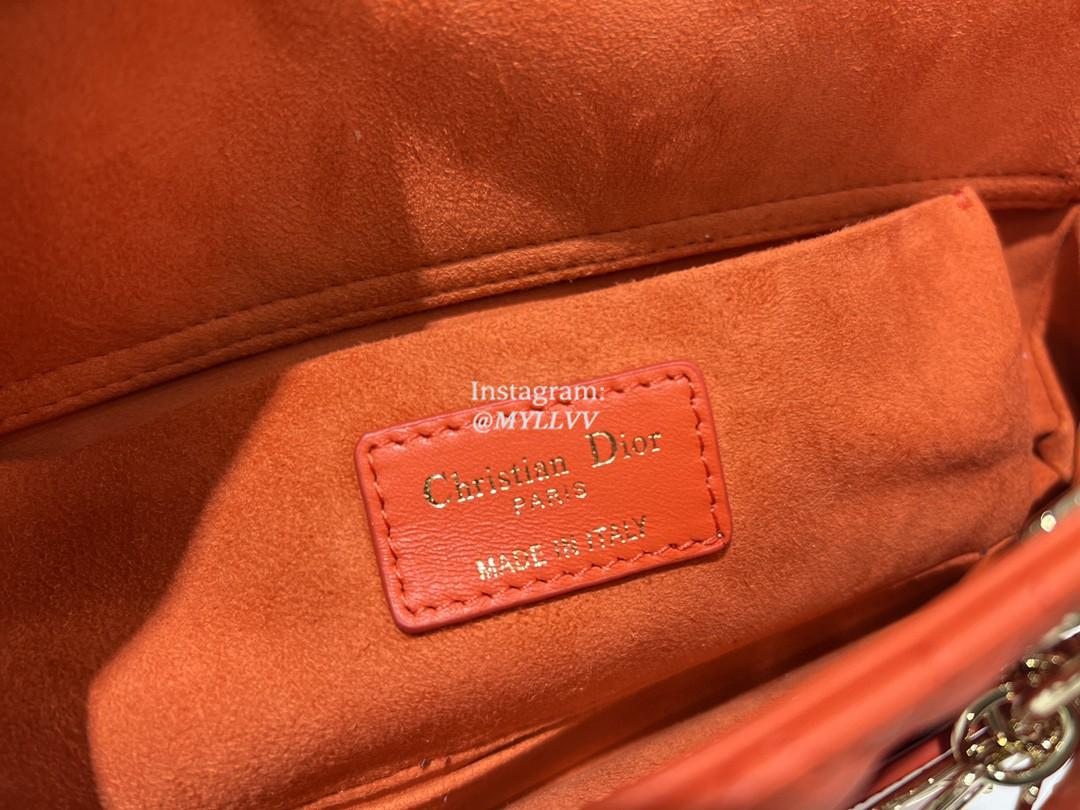 Instagram:
@MYLLVV
Christian Dior
PARIS
MADE IN ITALY